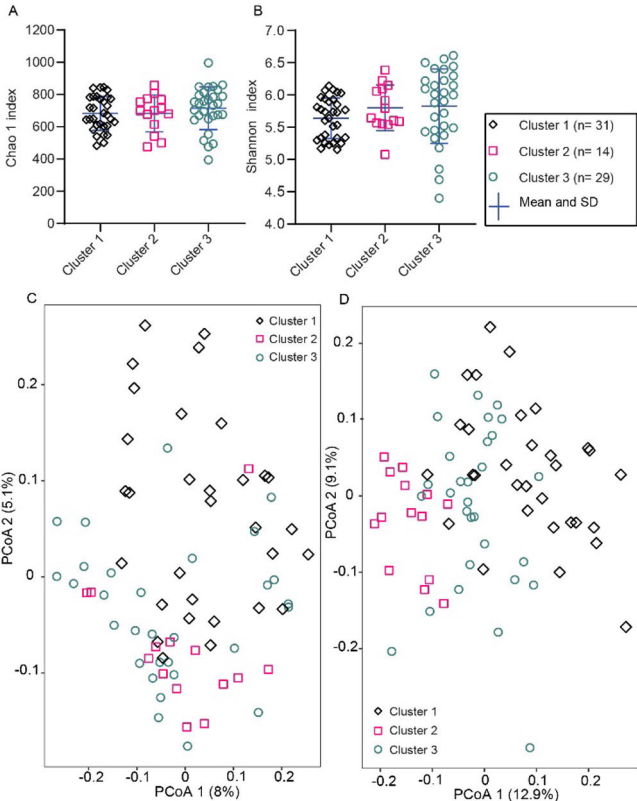 A
Chao 1 index
1200
1000
800
600
400
200
0
Cluster 1
Cluster 2
Cluster 3
B
Shannon index
6.5
6.0
5.5
5.0
4.5
4.0
Cluster 1
Cluster 2
Cluster 3
Cluster 1 (n= 31)
Cluster 2 (n= 14)
Cluster 3 (n= 29)
Mean and SD
C
Cluster 1
Cluster 2
Cluster 3
PCoA 2 (5.1%)
0.2
0.1
0
-0.1
-0.2 -0.1 0 0.1 0.2
PCoA 1 (8%)
D
PCoA 2 (9.1%)
0.2
0.1
0
-0.1
-0.2
Cluster 1
Cluster 2
Cluster 3
-0.2 -0.1 0 0.1 0.2
PCoA 1 (12.9%)